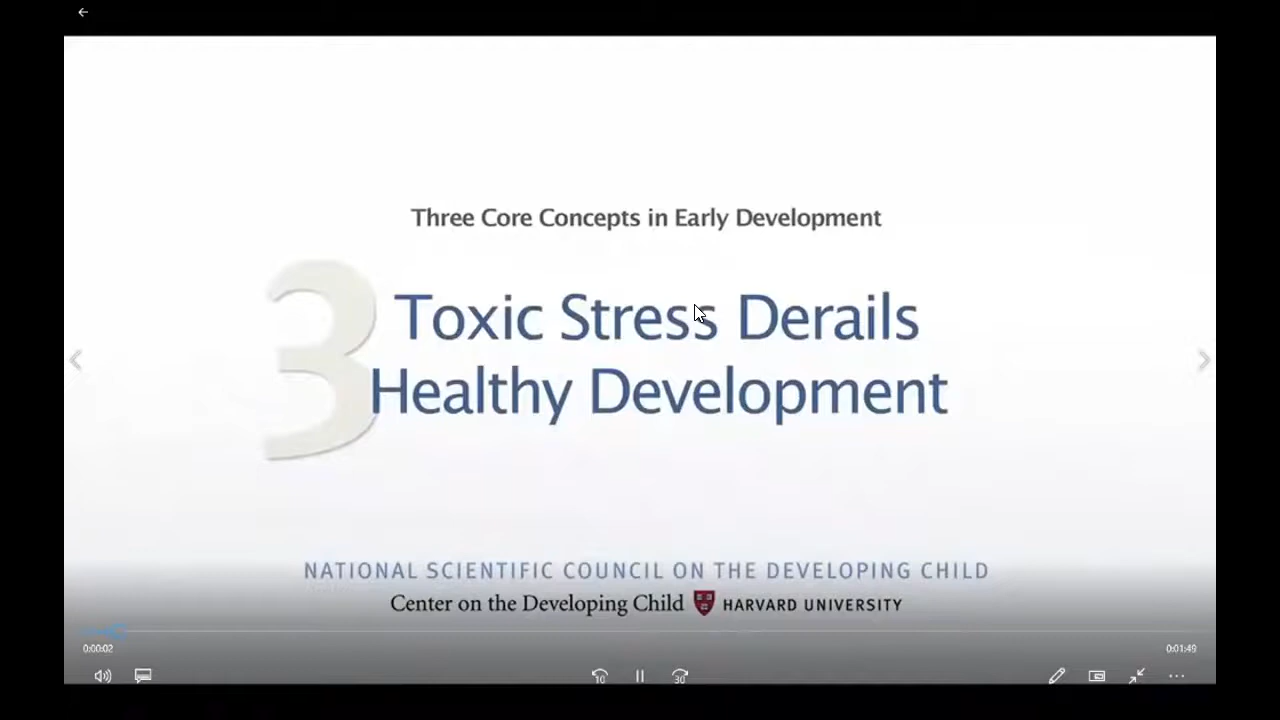 Three Core Concepts in Early Development
3
Toxic Stress Derails
Healthy Development
NATIONAL SCIENTIFIC COUNCIL ON THE DEVELOPING CHILD
Center on the Developing Child HARVARD UNIVERSITY
0:00:02 0:01:49
10 30